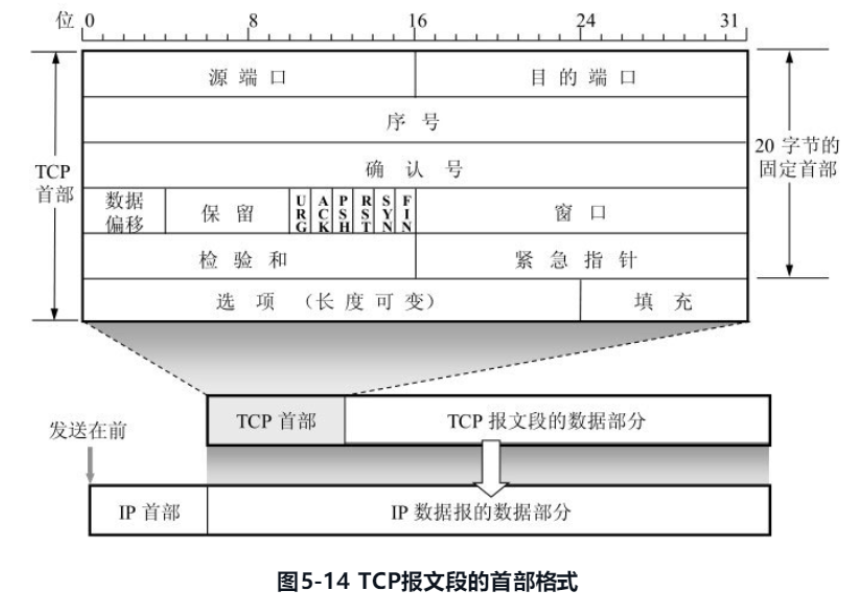 位 0 8 16 24 31
源端口 目的端口
序号
确认号
TCP
首部
20 字节的
固定首部
数据
偏移
保留
URG
ACK
PSH
RST
SYN
FIN
窗口
检验和 紧急指针
选项 (长度可变) 填充
TCP 首部 TCP 报文段的数据部分
发送在前
IP 首部 IP 数据报的数据部分
图5-14 TCP报文段的首部格式